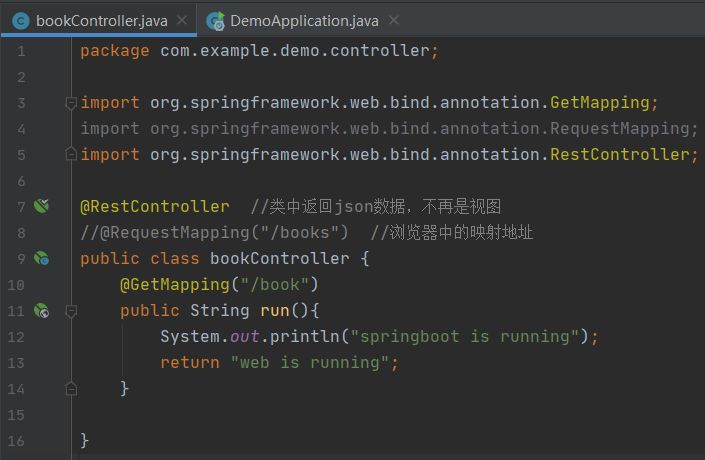 bookController.java × DemoApplication.java ×
1 package com.example.demo.controller;
2
3 import org.springframework.web.bind.annotation.GetMapping;
4 import org.springframework.web.bind.annotation.RequestMapping;
5 import org.springframework.web.bind.annotation.RestController;
6
7 @RestController //类中返回json数据，不再是视图
8 //@RequestMapping("/books") //浏览器中的映射地址
9 public class bookController {
10 @GetMapping("/book")
11 public String run(){
12 System.out.println("springboot is running");
13 return "web is running";
14 }
15
16 }